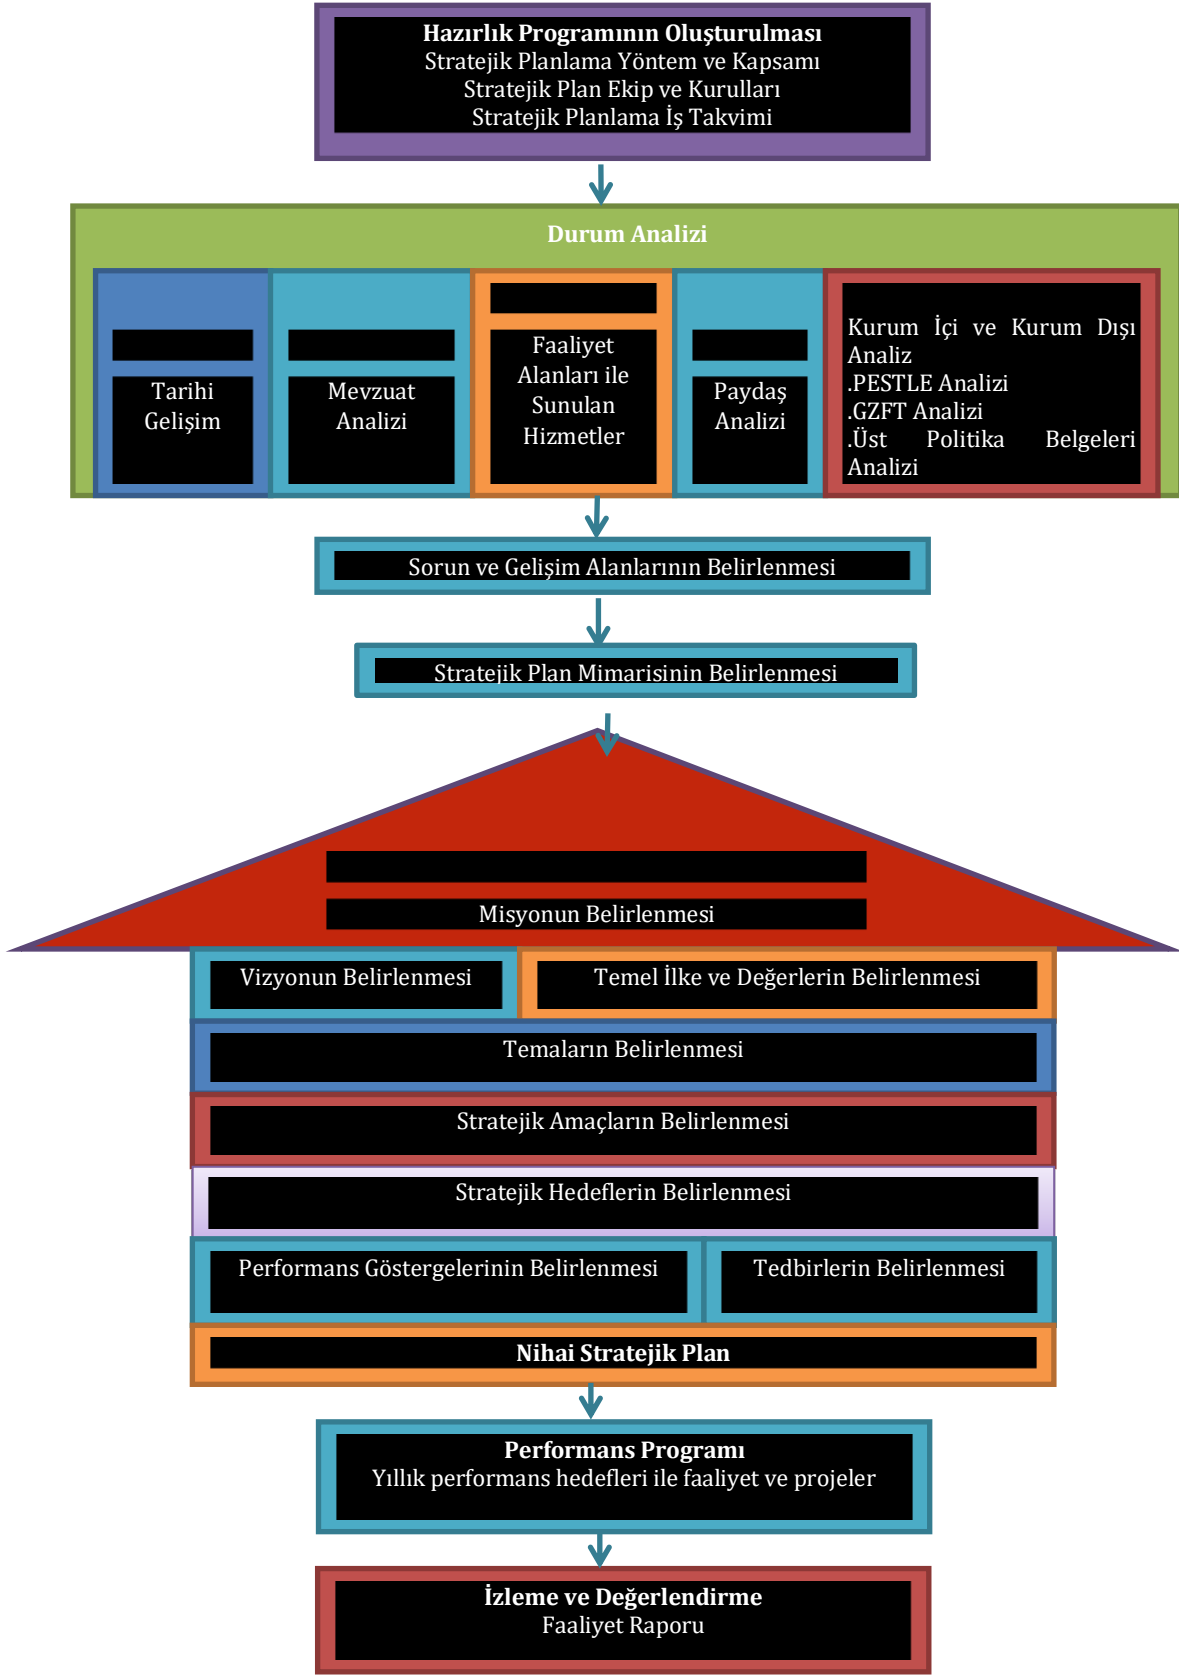 Hazırlık Programının Oluşturulması
Stratejik Planlama Yöntem ve Kapsamı
Stratejik Plan Ekip ve Kurulları
Stratejik Planlama İş Takvimi
Durum Analizi
Tarihi
Gelişim
Mevzuat
Analizi
Faaliyet
Alanları ile
Sunulan
Hizmetler
Paydaş
Analizi
Kurum İçi ve Kurum Dışı
Analiz
.PESTLE Analizi
.GZFT Analizi
.Üst Politika Belgeleri
Analizi
Sorun ve Gelişim Alanlarının Belirlenmesi
Stratejik Plan Mimarisinin Belirlenmesi
Misyonun Belirlenmesi
Vizyonun Belirlenmesi
Temel İlke ve Değerlerin Belirlenmesi
Temaların Belirlenmesi
Stratejik Amaçların Belirlenmesi
Stratejik Hedeflerin Belirlenmesi
Performans Göstergelerinin Belirlenmesi
Tedbirlerin Belirlenmesi
Nihai Stratejik Plan
Performans Programı
Yıllık performans hedefleri ile faaliyet ve projeler
İzleme ve Değerlendirme
Faaliyet Raporu